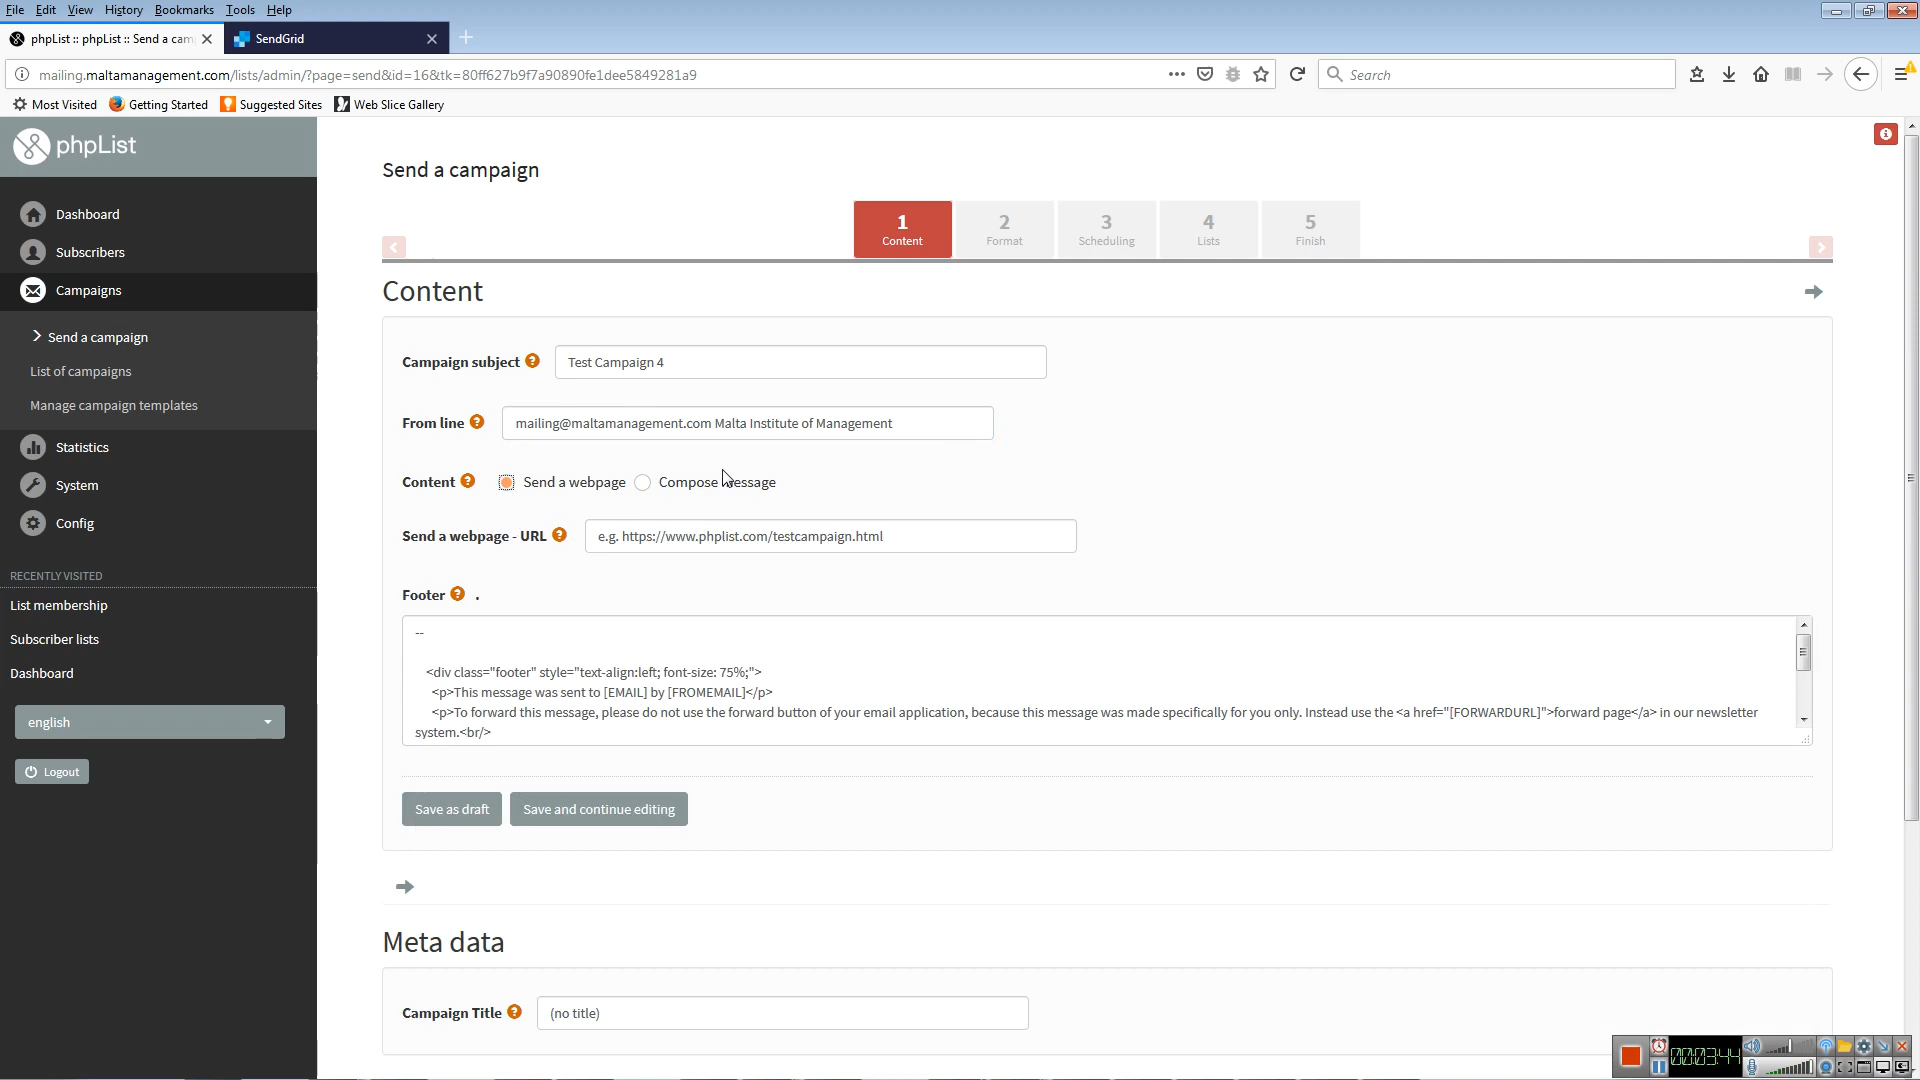 File Edit View History Bookmarks Tools Help
phpList :: phpList :: Send a cam
SendGrid
mailing.maltamanagement.com/lists/admin/?page=send&id=16&tk=80ff627b9f7a90890fe1dee5849281a9
Search
Most Visited Getting Started Suggested Sites Web Slice Gallery
phpList
Dashboard
Subscribers
Campaigns
Send a campaign
List of campaigns
Manage campaign templates
Statistics
System
Config
RECENTLY VISITED
List membership
Subscriber lists
Dashboard
english
Logout
Send a campaign
1 2 3 4 5
Content Format Scheduling Lists Finish
Content
Campaign subject ? Test Campaign 4
From line ? mailing@maltamanagement.com Malta Institute of Management
Content ? Send a webpage Compose message
Send a webpage - URL ? e.g. https://www.phplist.com/testcampaign.html
Footer ? .
--
<div class="footer" style="text-align:left; font-size: 75%;">
<p>This message was sent to [EMAIL] by [FROMEMAIL]</p>
<p>To forward this message, please do not use the forward button of your email application, because this message was made specifically for you only. Instead use the <a href="[FORWARDURL]">forward page</a> in our newsletter
system.<br/>
Save as draft Save and continue editing
Meta data
Campaign Title ? (no title)
00:03:44